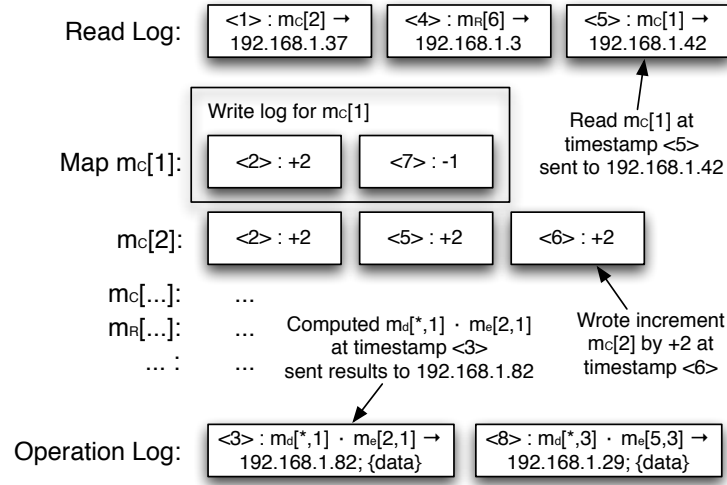 Read Log:
<1> : mC[2] →
192.168.1.37
<4> : mR[6] →
192.168.1.3
<5> : mC[1] →
192.168.1.42
Read mC[1] at
timestamp <5>
sent to 192.168.1.42
Write log for mC[1]
Map mC[1]:
<2> : +2
<7> : -1
mC[2]:
<2> : +2
<5> : +2
<6> : +2
mC[...]:
...
mR[...]:
...
... :
...
Computed md[*,1] · me[2,1]
at timestamp <3>
sent results to 192.168.1.82
Wrote increment
mC[2] by +2 at
timestamp <6>
Operation Log:
<3> : md[*,1] · me[2,1] →
192.168.1.82; {data}
<8> : md[*,3] · me[5,3] →
192.168.1.29; {data}